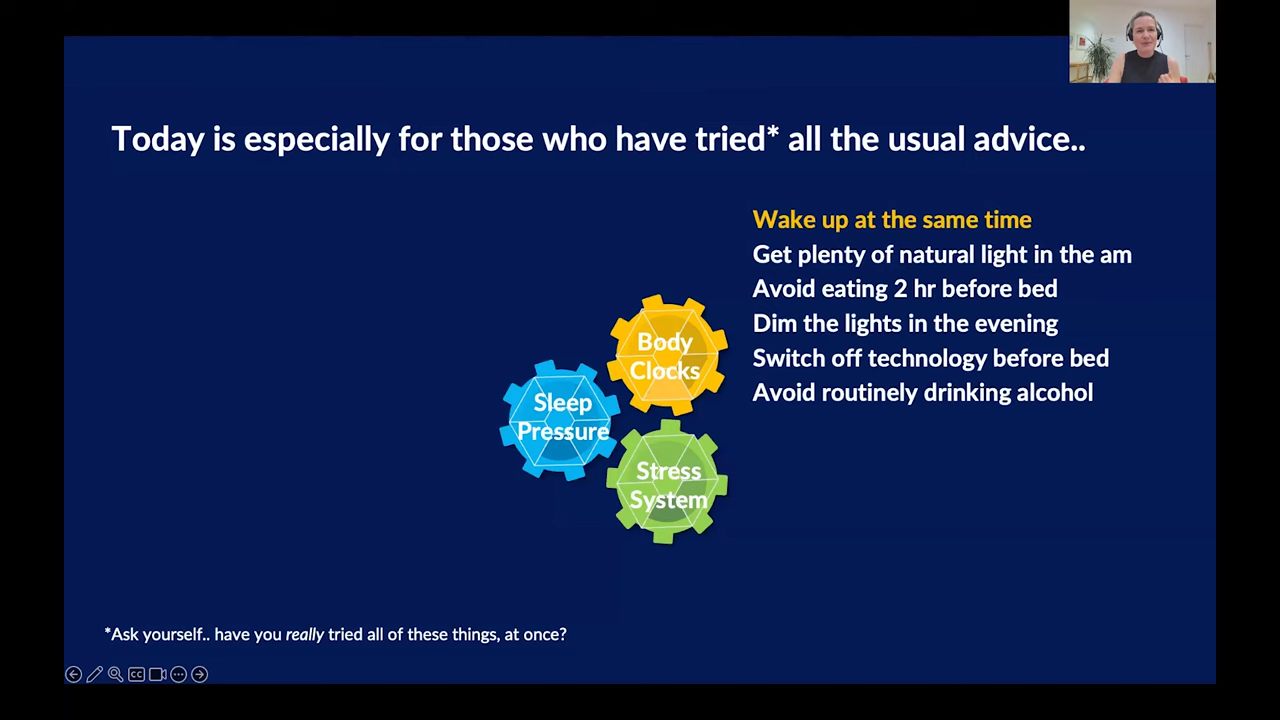 Today is especially for those who have tried* all the usual advice..
Wake up at the same time
Get plenty of natural light in the am
Avoid eating 2 hr before bed
Dim the lights in the evening
Switch off technology before bed
Avoid routinely drinking alcohol
Body
Clocks
Sleep
Pressure
Stress
System
*Ask yourself.. have you really tried all of these things, at once?
CC